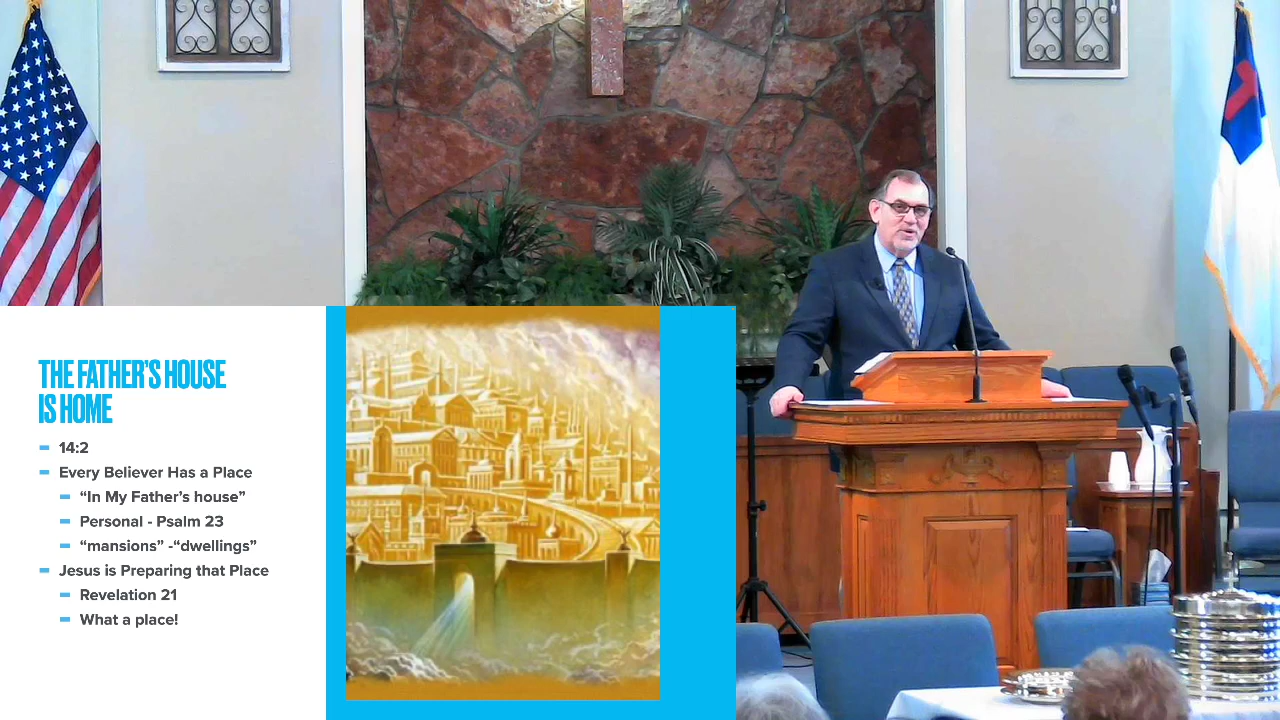 THE FATHER'S HOUSE
IS HOME
14:2
Every Believer Has a Place
“In My Father’s house”
Personal - Psalm 23
“mansions” -“dwellings”
Jesus is Preparing that Place
Revelation 21
What a place!